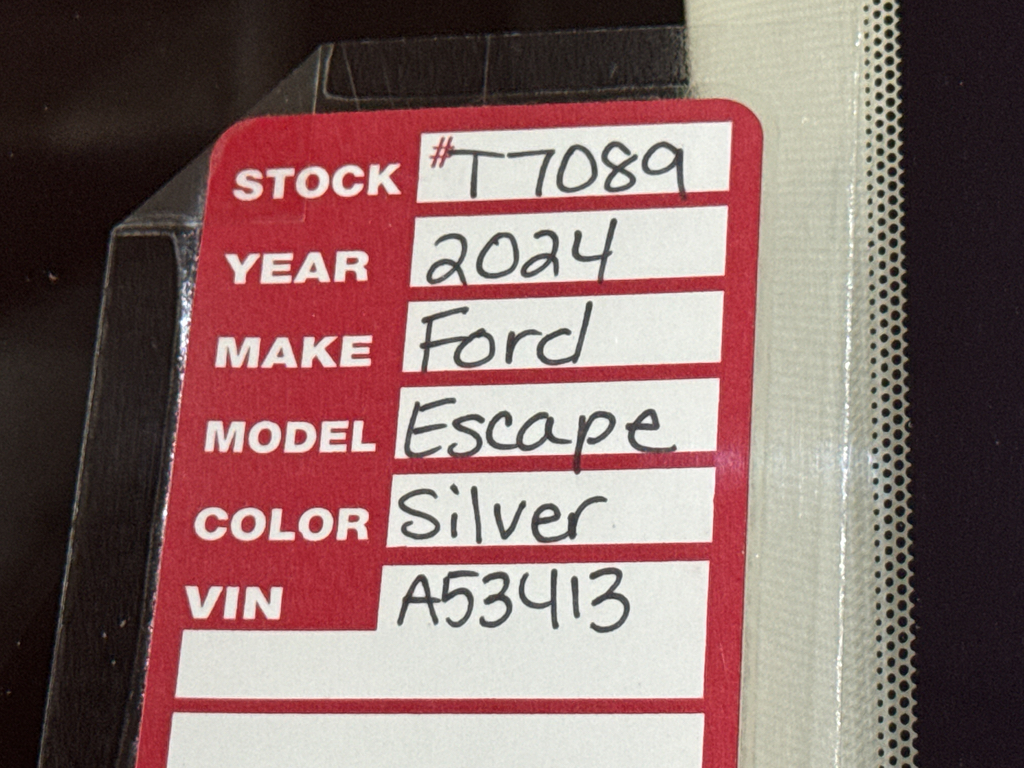 STOCK #T7089
YEAR 2024
MAKE Ford
MODEL Escape
COLOR Silver
VIN A53413